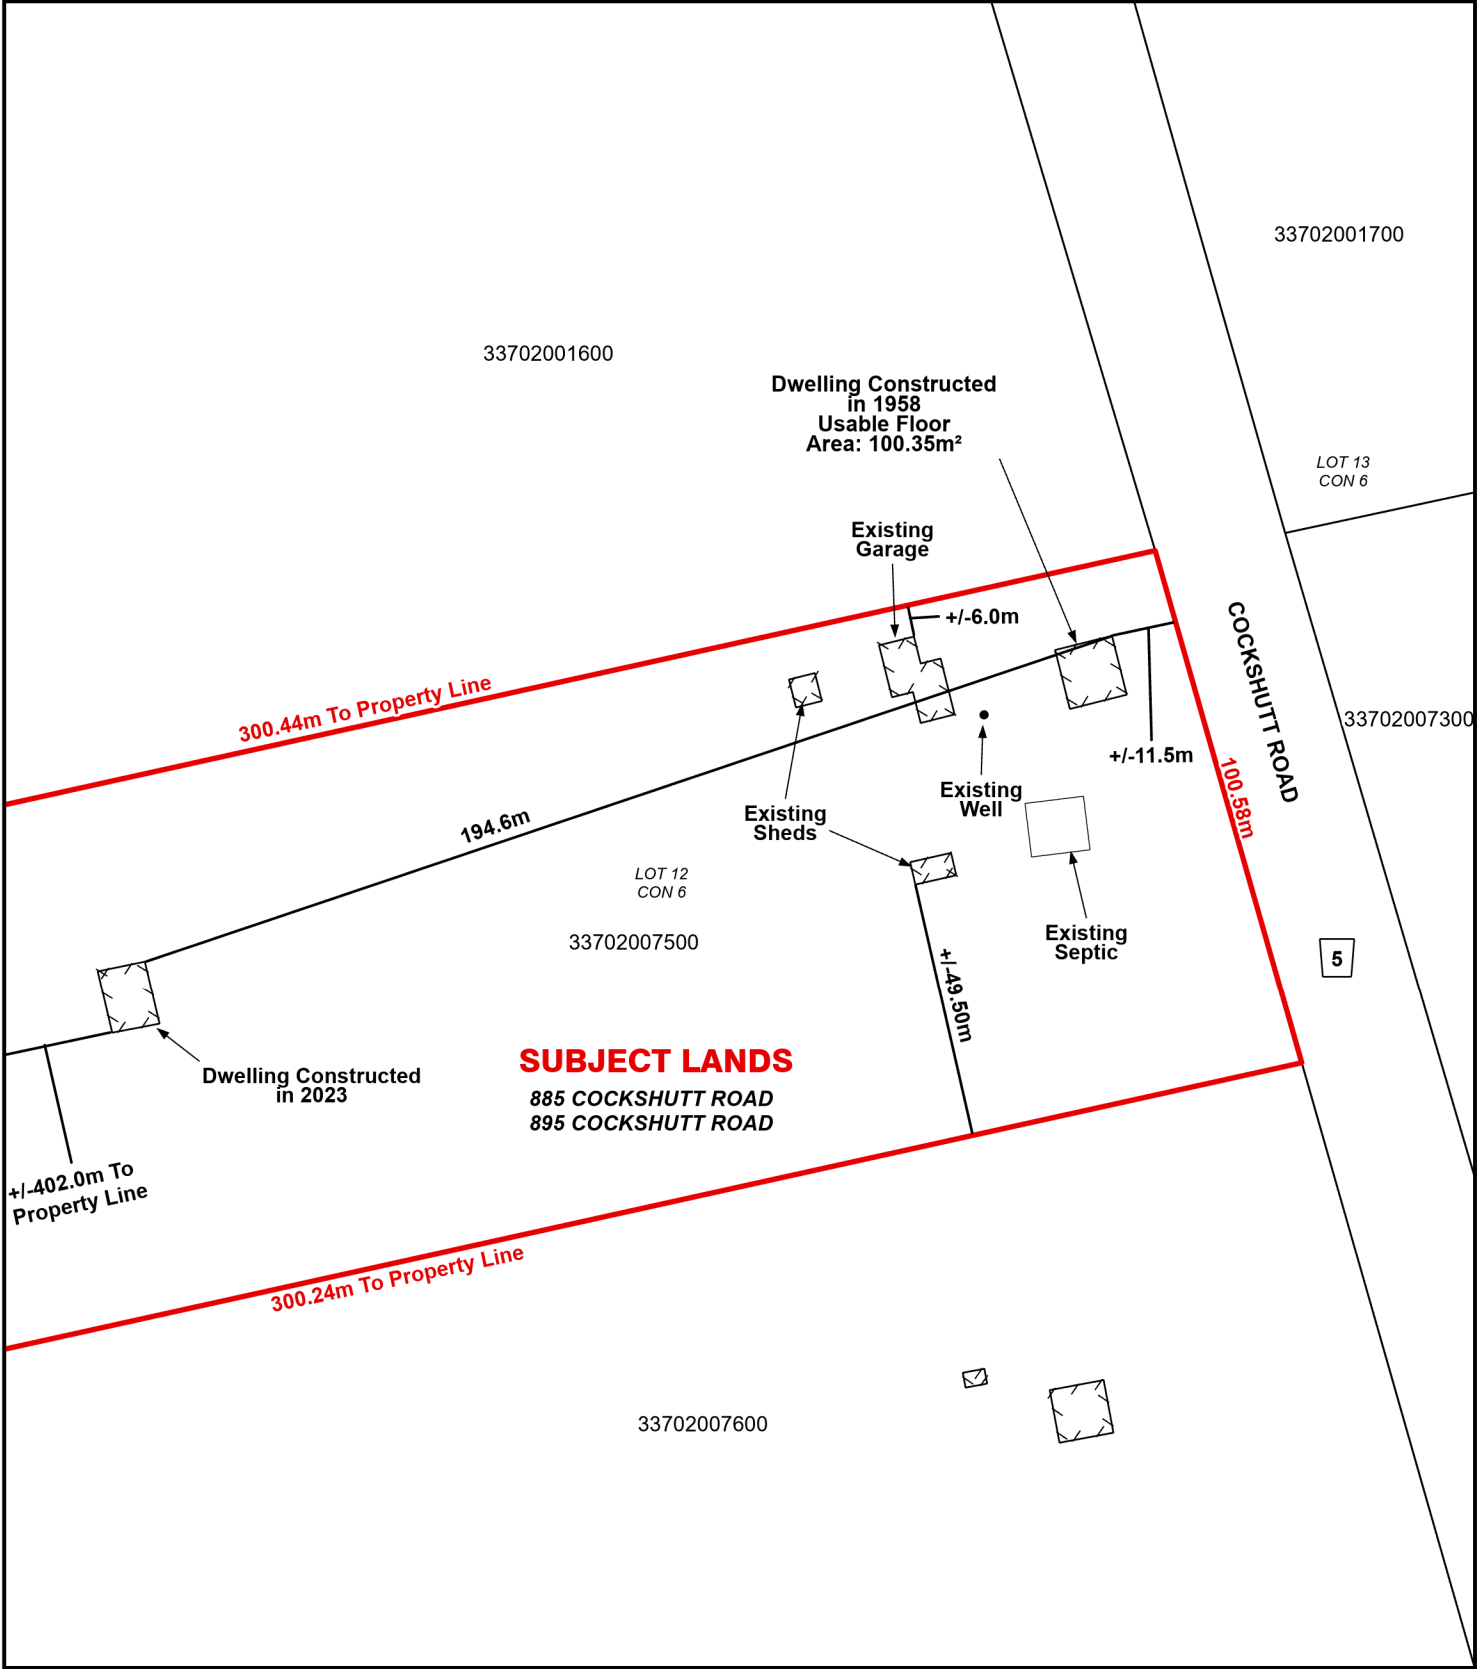 33702001700
33702001600
Dwelling Constructed
in 1958
Usable Floor
Area: 100.35m²
LOT 13
CON 6
Existing
Garage
+/-6.0m
COCKSHUTT ROAD
300.44m To Property Line
33702007300
+/-11.5m
100.58m
Existing
Well
Existing
Sheds
194.6m
LOT 12
CON 6
33702007500
Existing
Septic
5
+/-49.50m
SUBJECT LANDS
885 COCKSHUTT ROAD
895 COCKSHUTT ROAD
Dwelling Constructed
in 2023
+/-402.0m To
Property Line
300.24m To Property Line
33702007600